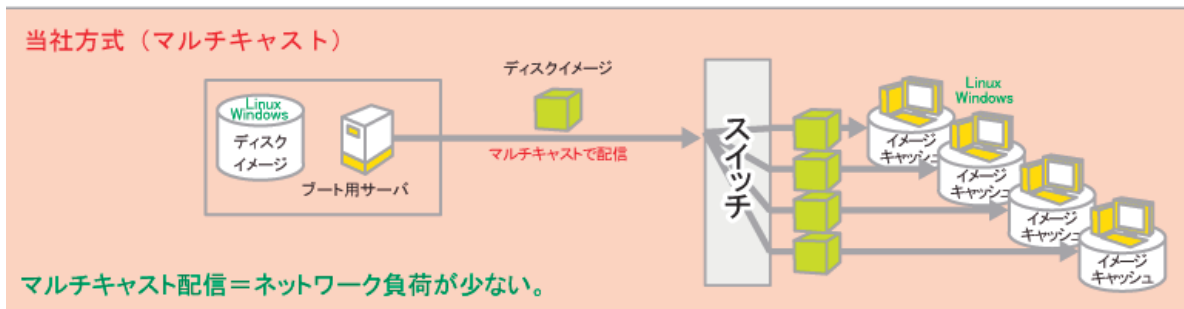 当社方式（マルチキャスト）
Linux
Windows
ディスク
イメージ
ブート用サーバ
ディスクイメージ
マルチキャストで配信
スイッチ
Linux
Windows
イメージ
キャッシュ
イメージ
キャッシュ
イメージ
キャッシュ
イメージ
キャッシュ
マルチキャスト配信＝ネットワーク負荷が少ない。